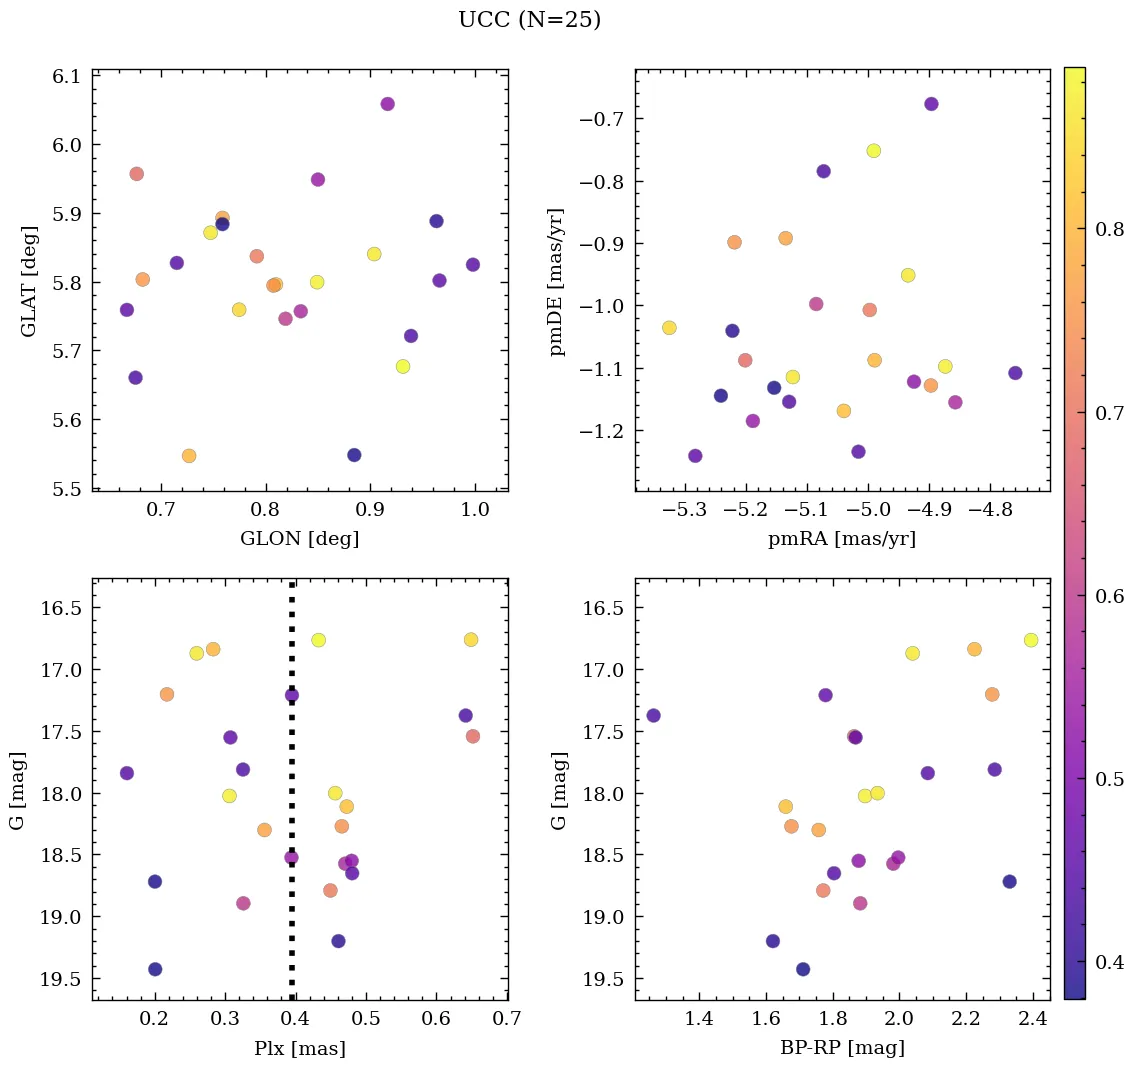 UCC (N=25)
6.1
6.0
5.9
5.8
5.7
5.6
5.5
GLAT [deg]
0.7 0.8 0.9 1.0
GLON [deg]
−0.7
−0.8
−0.9
−1.0
−1.1
−1.2
pmDE [mas/yr]
−5.3 −5.2 −5.1 −5.0 −4.9 −4.8
pmRA [mas/yr]
16.5
17.0
17.5
18.0
18.5
19.0
19.5
G [mag]
0.2 0.3 0.4 0.5 0.6 0.7
Plx [mas]
16.5
17.0
17.5
18.0
18.5
19.0
19.5
G [mag]
1.4 1.6 1.8 2.0 2.2 2.4
BP-RP [mag]
0.8
0.7
0.6
0.5
0.4